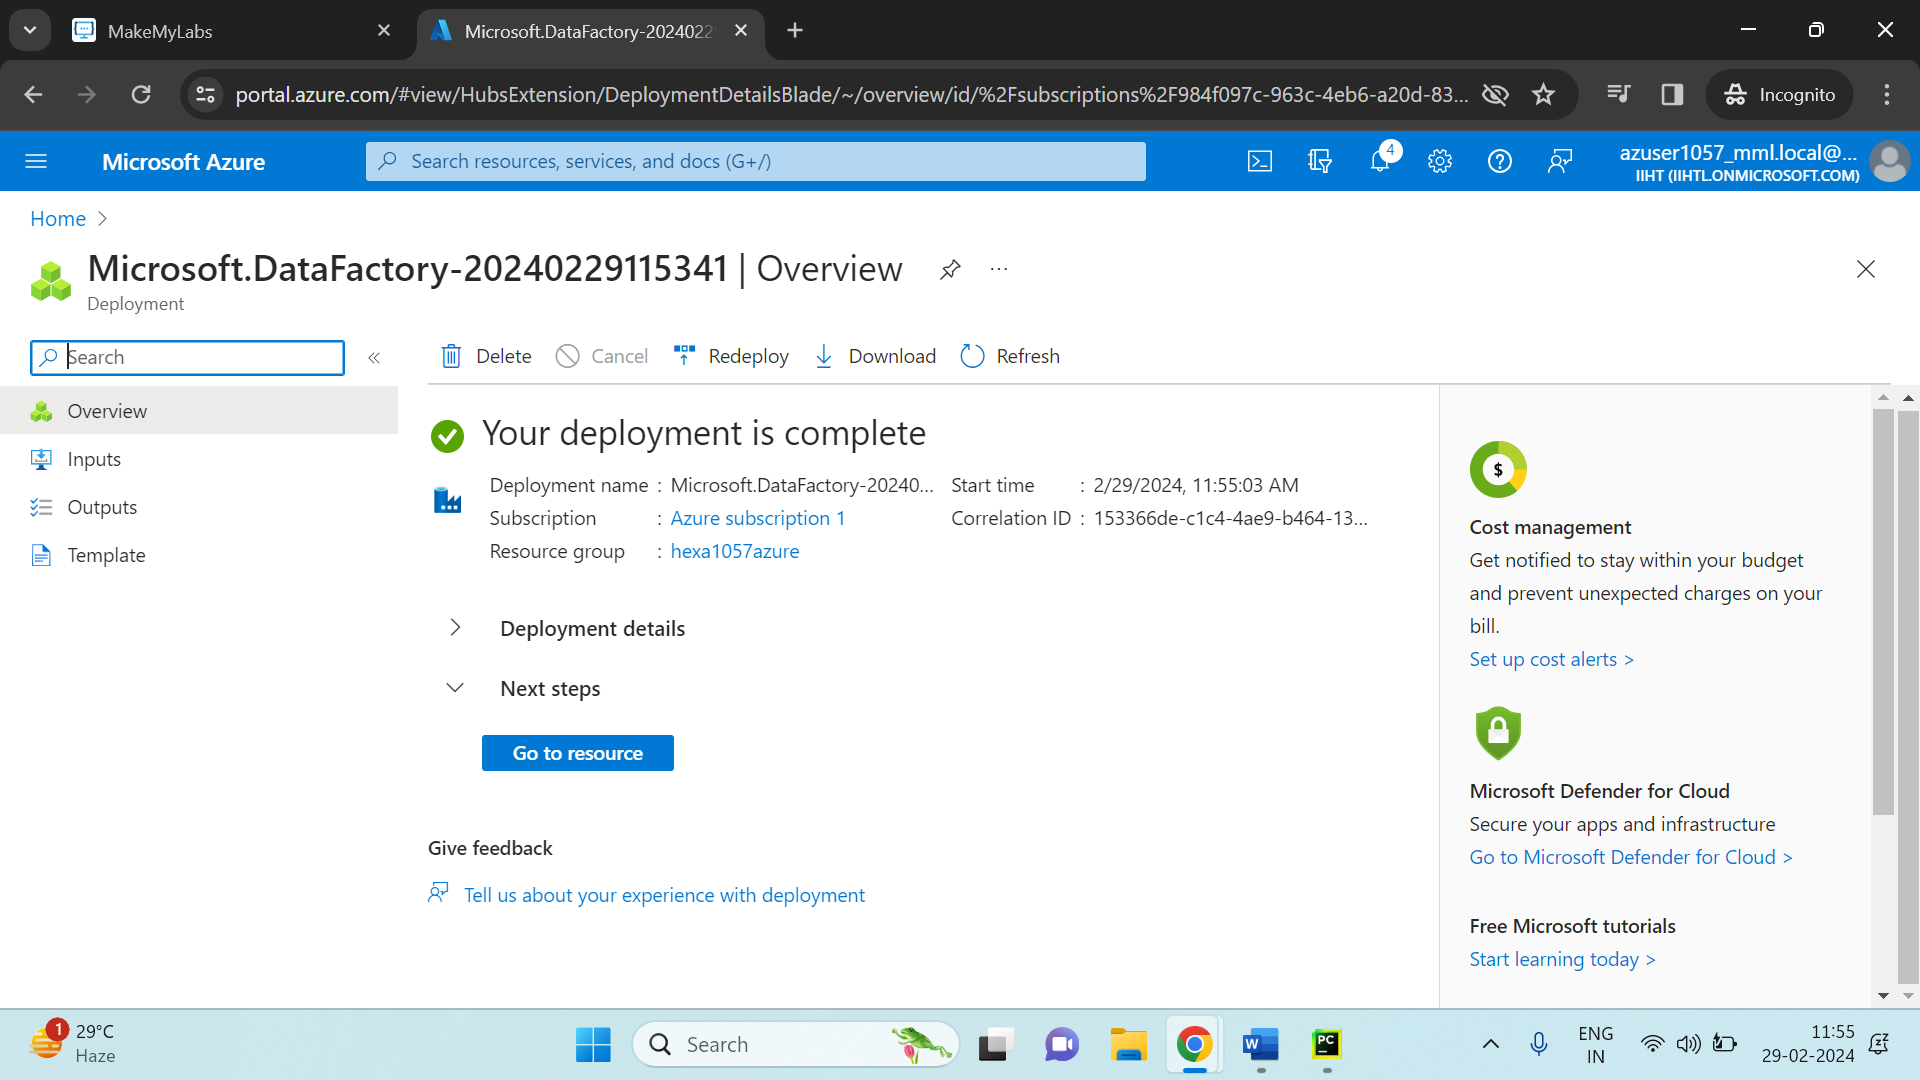 MakeMyLabs
Microsoft.DataFactory-2024022
portal.azure.com/#view/HubsExtension/DeploymentDetailsBlade/~/overview/id/%2Fsubscriptions%2F984f097c-963c-4eb6-a20d-83...
Incognito
Microsoft Azure
Search resources, services, and docs (G+/)
4
azuser1057_mml.local@...
IIHT (IIHTL.ONMICROSOFT.COM)
Home
Microsoft.DataFactory-20240229115341 | Overview
Deployment
Search
Delete
Cancel
Redeploy
Download
Refresh
Overview
Inputs
Outputs
Template
Your deployment is complete
Deployment name : Microsoft.DataFactory-20240...
Subscription : Azure subscription 1
Resource group : hexa1057azure
Start time : 2/29/2024, 11:55:03 AM
Correlation ID : 153366de-c1c4-4ae9-b464-13...
Deployment details
Next steps
Go to resource
Give feedback
Tell us about your experience with deployment
$
Cost management
Get notified to stay within your budget
and prevent unexpected charges on your
bill.
Set up cost alerts >
Microsoft Defender for Cloud
Secure your apps and infrastructure
Go to Microsoft Defender for Cloud >
Free Microsoft tutorials
Start learning today >
1
29°C
Haze
Search
W
PC
ENG
IN
11:55
29-02-2024